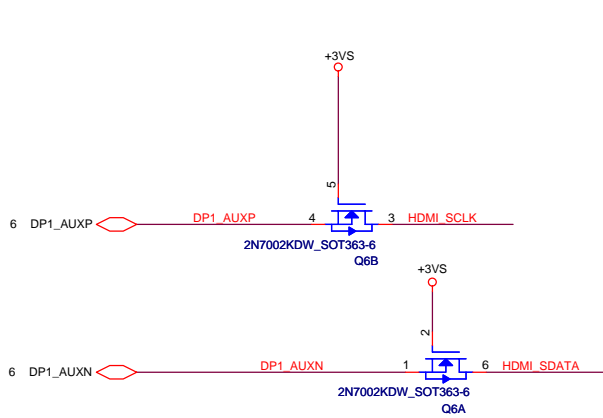 +3VS
5
6 DP1_AUXP DP1_AUXP 4 3 HDMI_SCLK
2N7002KDW_SOT363-6
Q6B
+3VS
2
6 DP1_AUXN DP1_AUXN 1 6 HDMI_SDATA
2N7002KDW_SOT363-6
Q6A